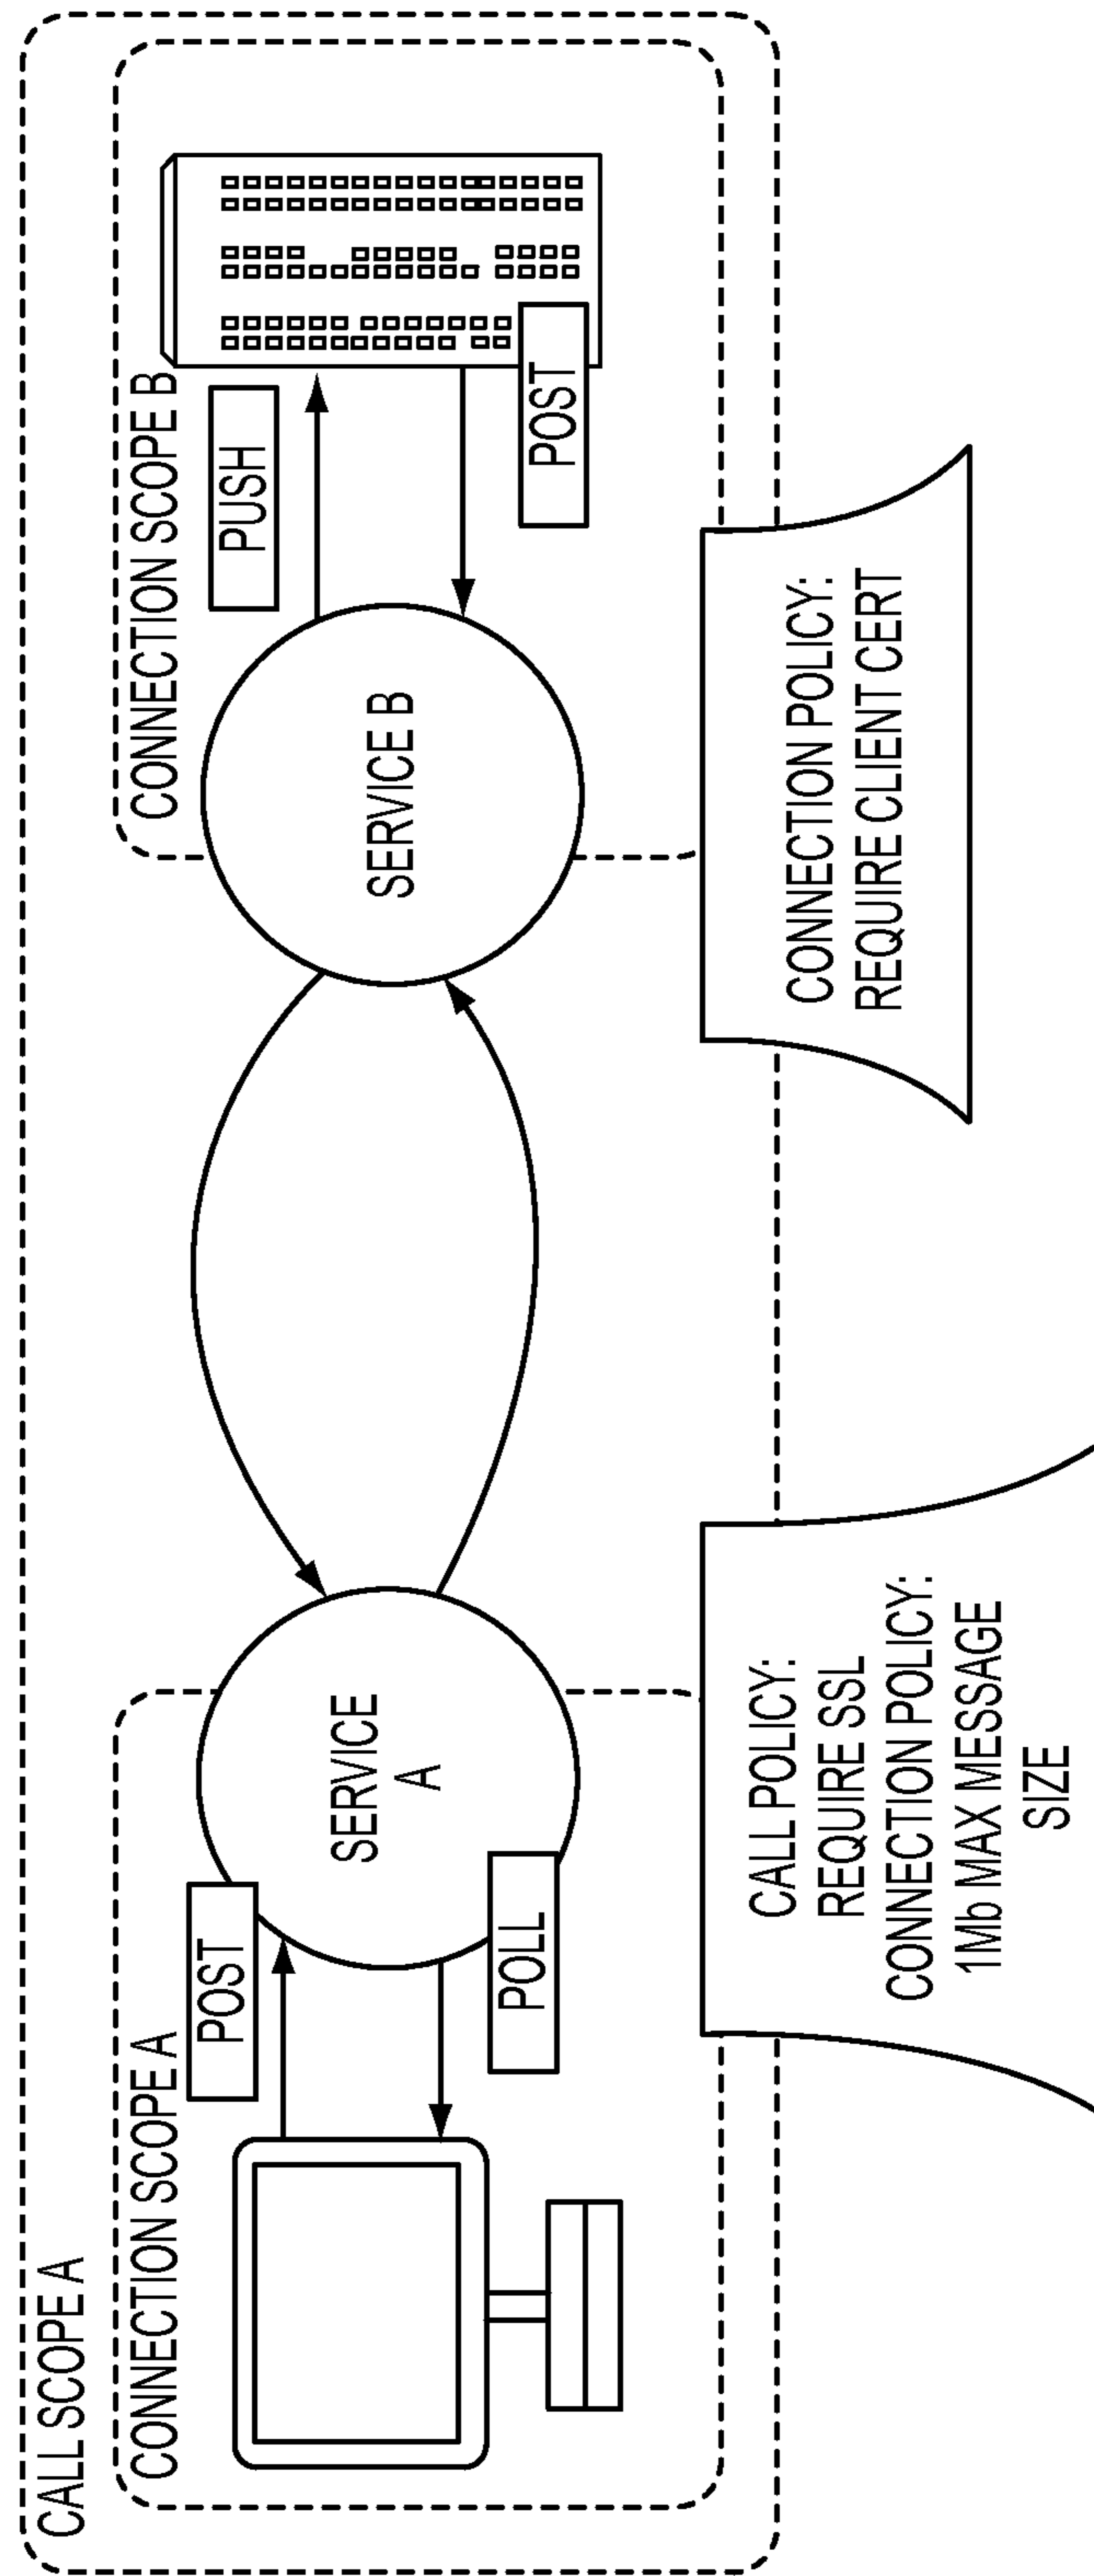 CALL SCOPE A
CONNECTION SCOPE A
CONNECTION SCOPE B
POST
PUSH
SERVICE
A
SERVICE B
POLL
POST
CALL POLICY:
REQUIRE SSL
CONNECTION POLICY:
1Mb MAX MESSAGE
SIZE
CONNECTION POLICY:
REQUIRE CLIENT CERT